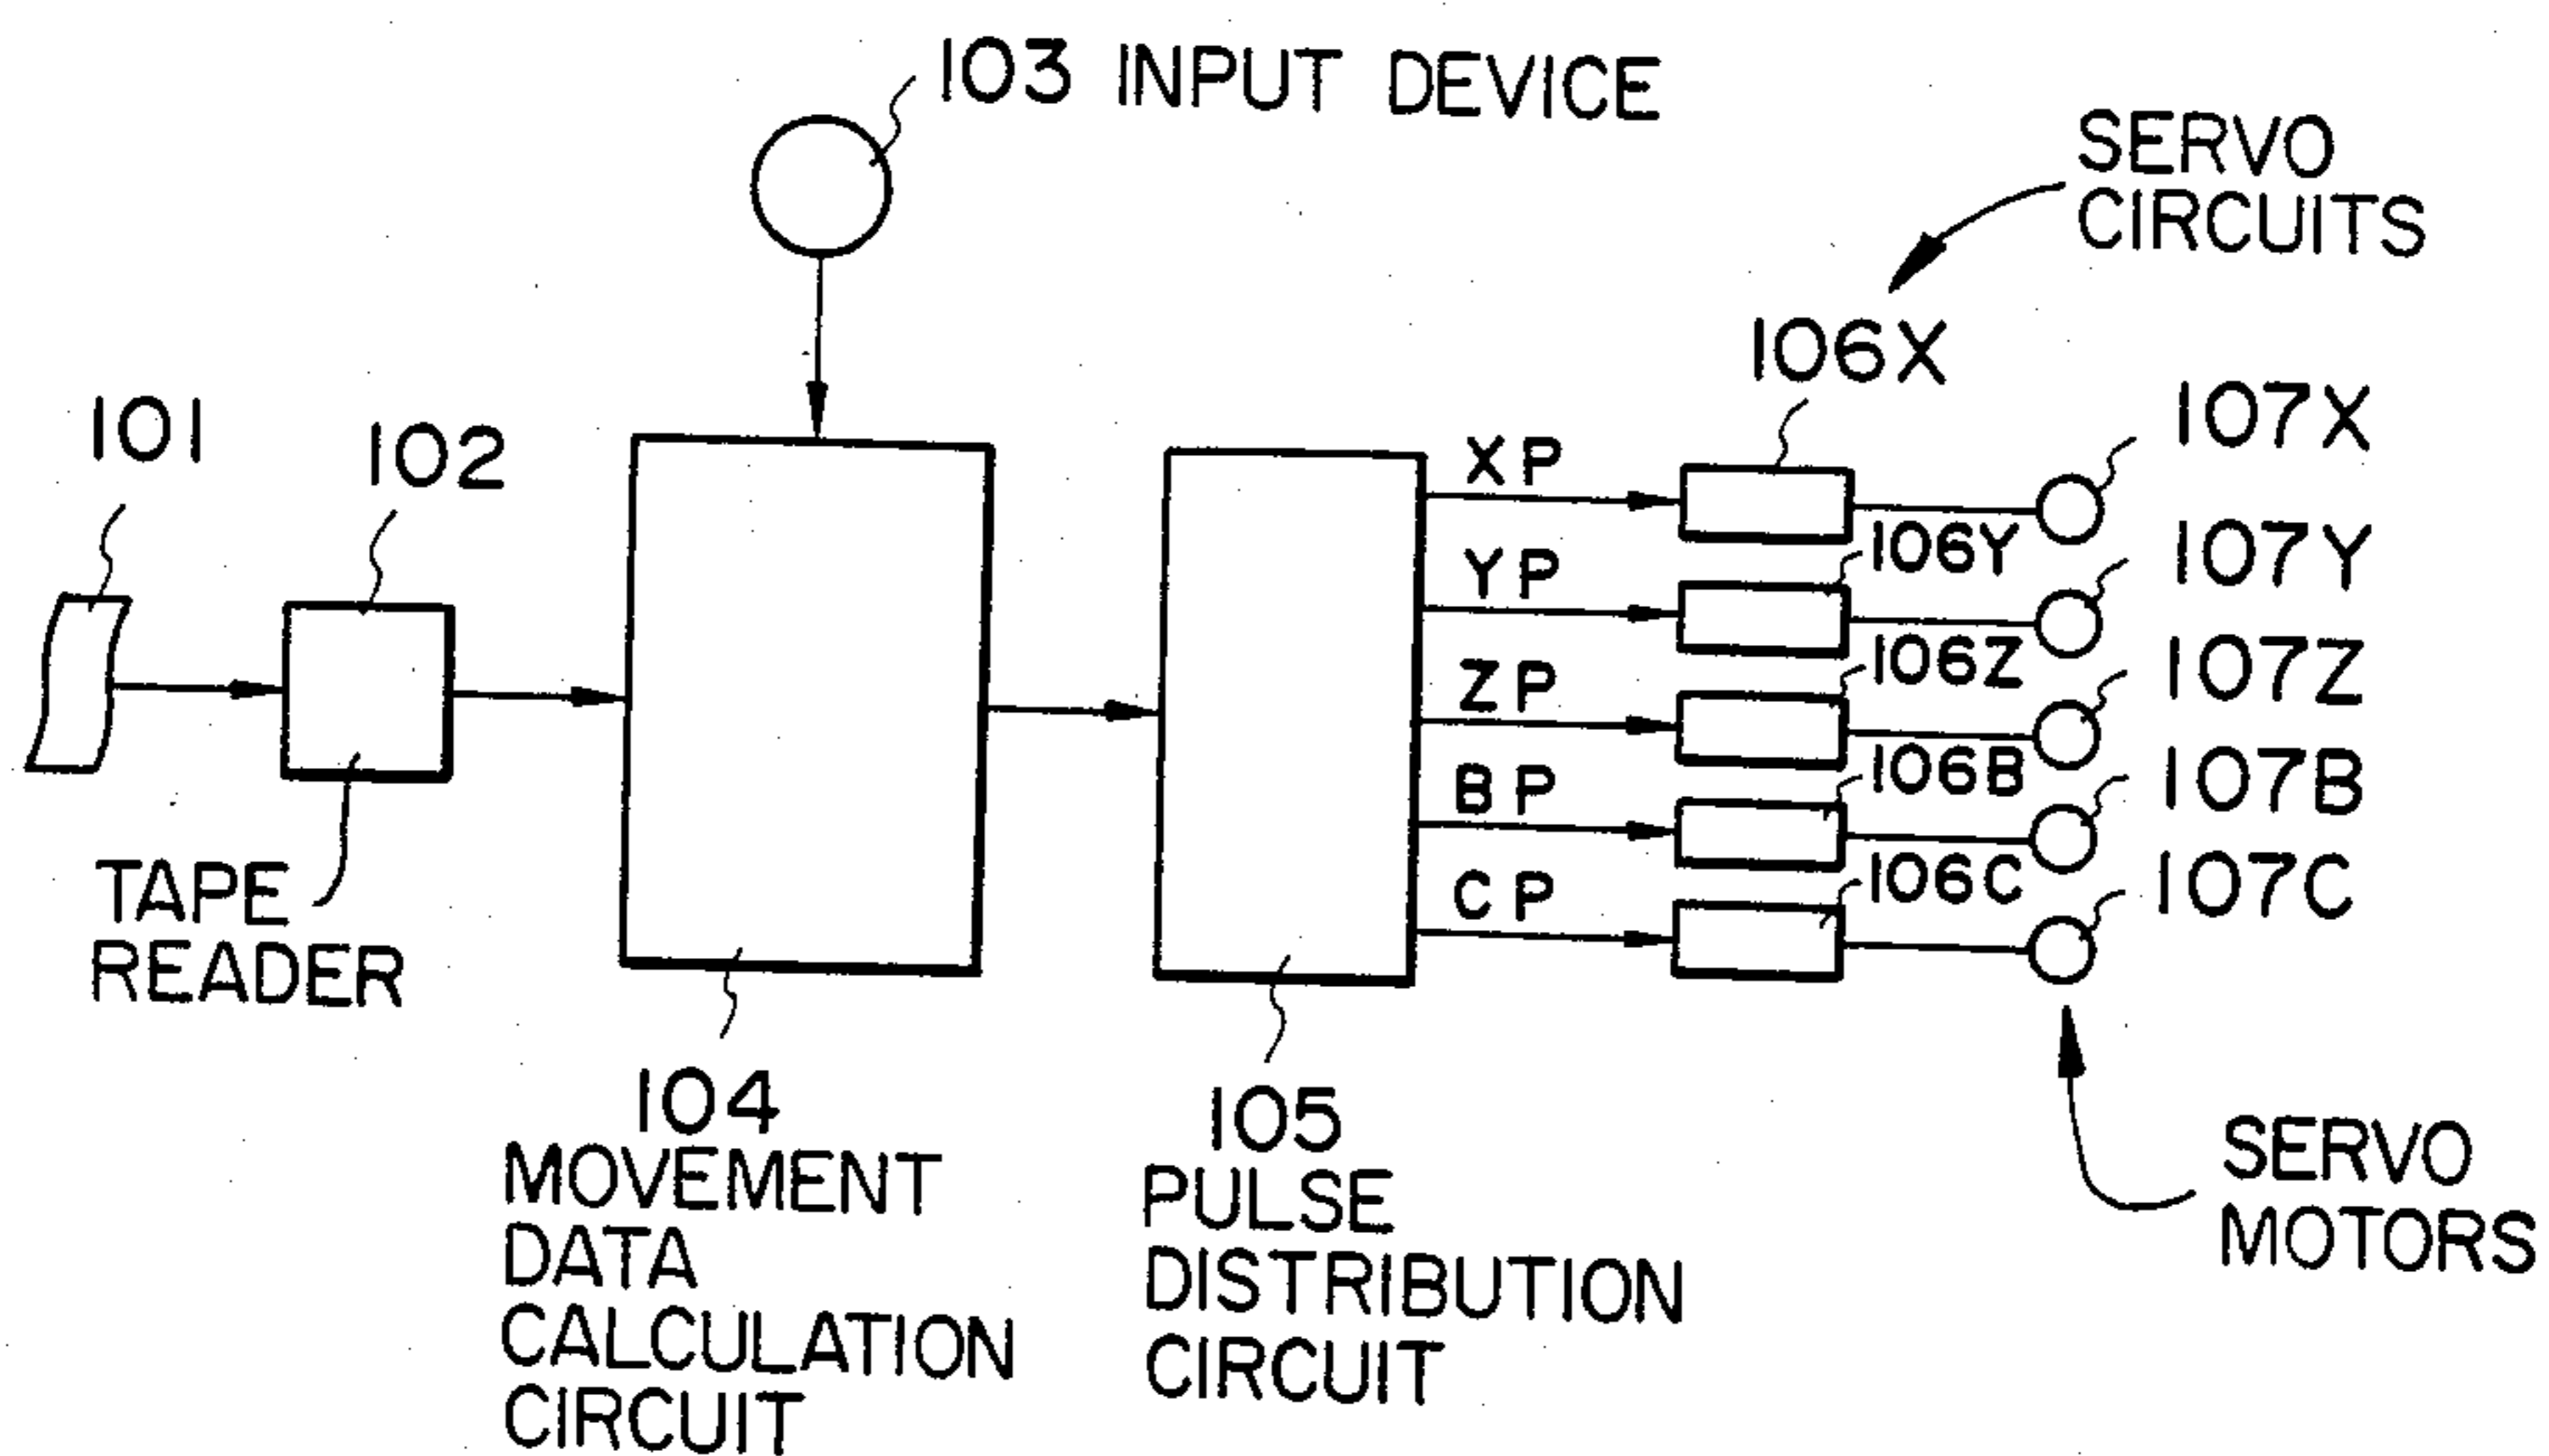 103 INPUT DEVICE
SERVO
CIRCUITS
106X
101
102
107X
XP
106Y
107Y
YP
106Z
107Z
ZP
106B
107B
BP
106C
107C
CP
TAPE
READER
104
MOVEMENT
DATA
CALCULATION
CIRCUIT
105
PULSE
DISTRIBUTION
CIRCUIT
SERVO
MOTORS